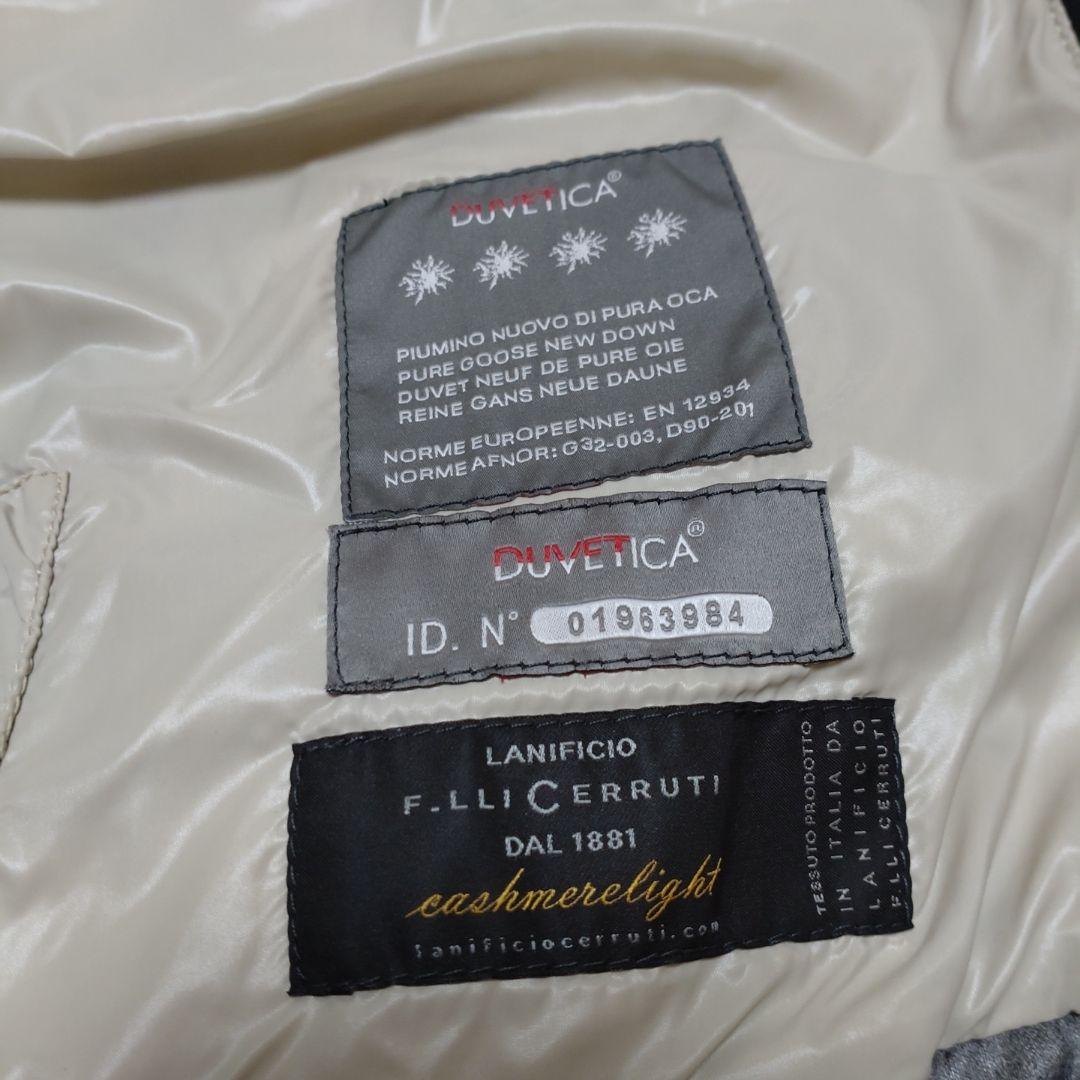 DUVETICA®
PIUMINO NUOVO DI PURA OCA
PURE GOOSE NEW DOWN
DUVET NEUF DE PURE OIE
REINE GANS NEUE DAUNE
NORME EUROPEENNE: EN 12934
NORME AFNOR: G32-003, D90-201
DUVETICA®
ID. N° 01963984
LANIFICIO
F.LLI CERRUTI
DAL 1881
cashmerelight
lanificiocerruti.com
TESSUTO PRODOTTO
IN ITALIA DA
LANIFICIO
F.LLI CERRUTI